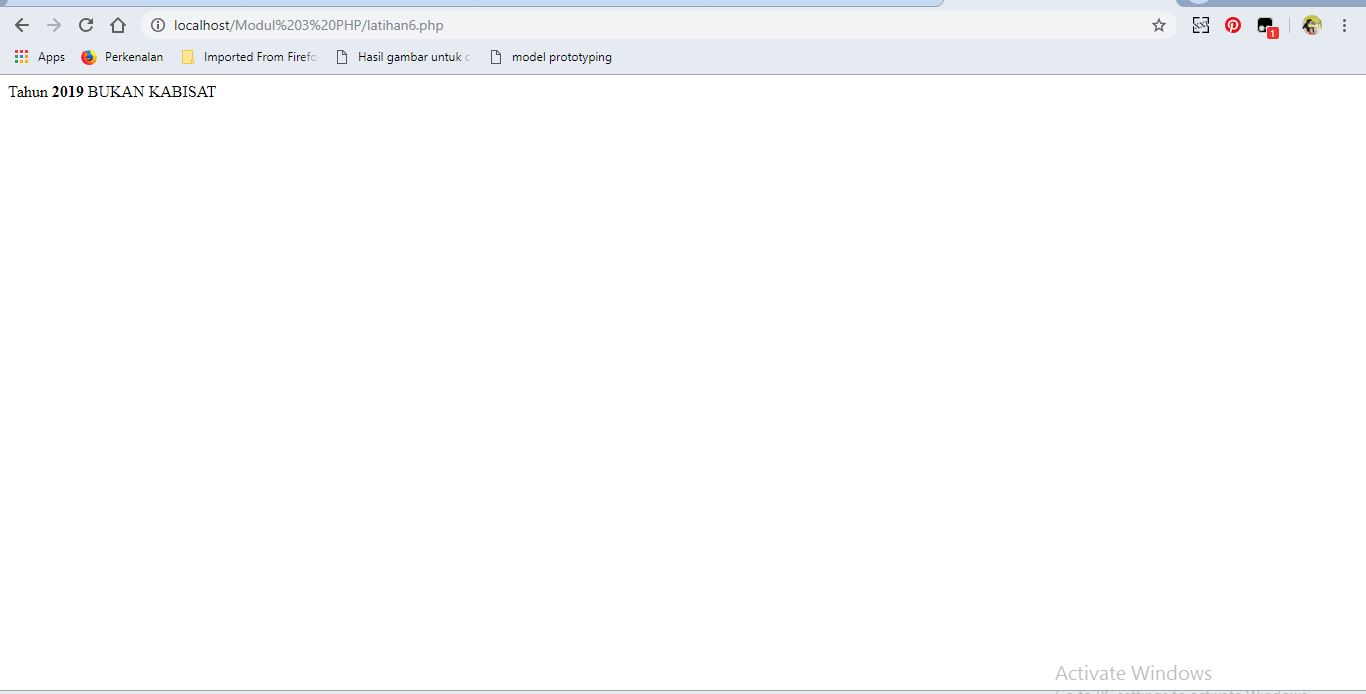 localhost/Modul%203%20PHP/latihan6.php
1
Apps Perkenalan Imported From Firefo Hasil gambar untuk c model prototyping
Tahun 2019 BUKAN KABISAT
Activate Windows